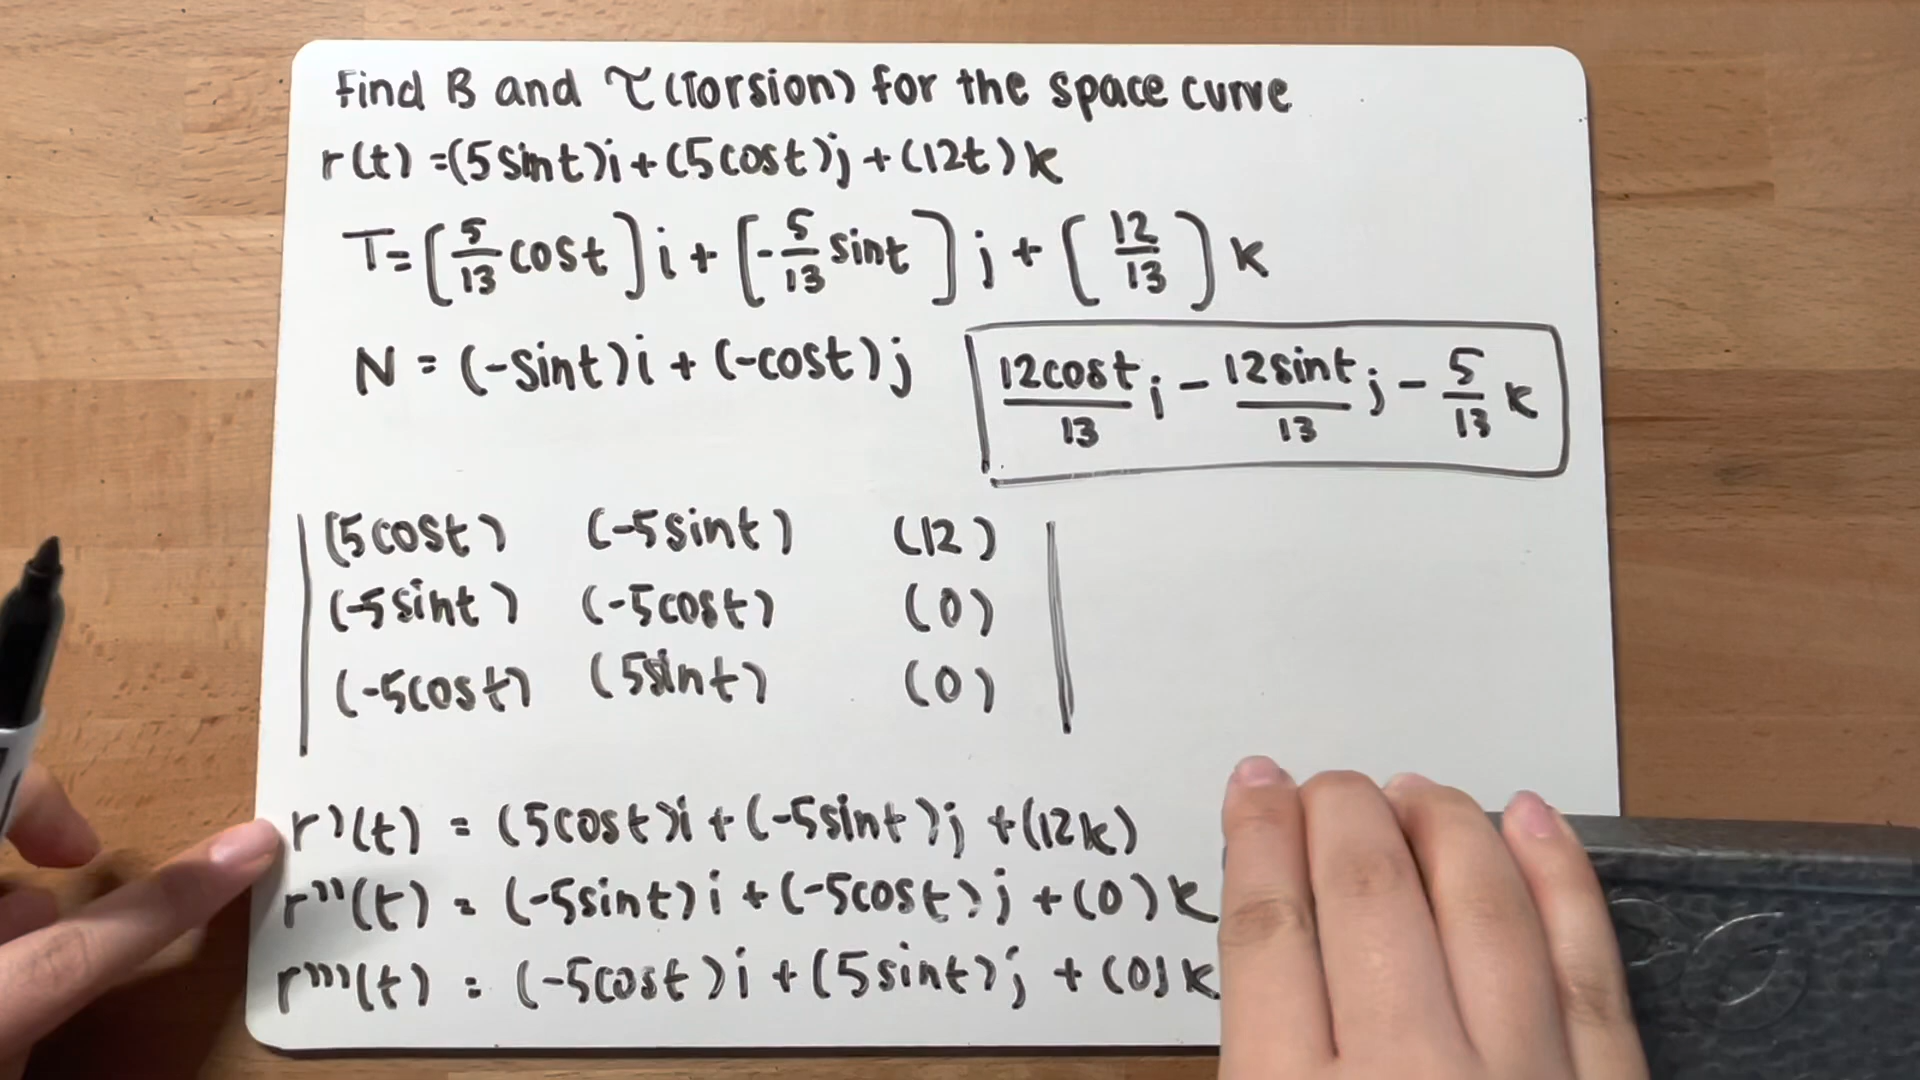 Find B and τ (Torsion) for the space curve
r(t) =(5sint)i+(5cost)j+(12t)k
T=[5/13 cost]i+[-5/13 sint]j+[12/13]k
N = (-sint)i+(-cost)j
12cost/13 i - 12sint/13 j - 5/13 k
|(5cost) (-5sint) (12)|
|(-5sint) (-5cost) (0)|
|(-5cost) (5sint) (0)|
r'(t) = (5cost)i+(-5sint)j+(12k)
r''(t) = (-5sint)i+(-5cost)j+(0)k
r'''(t) = (-5cost)i+(5sint)j+(0)k